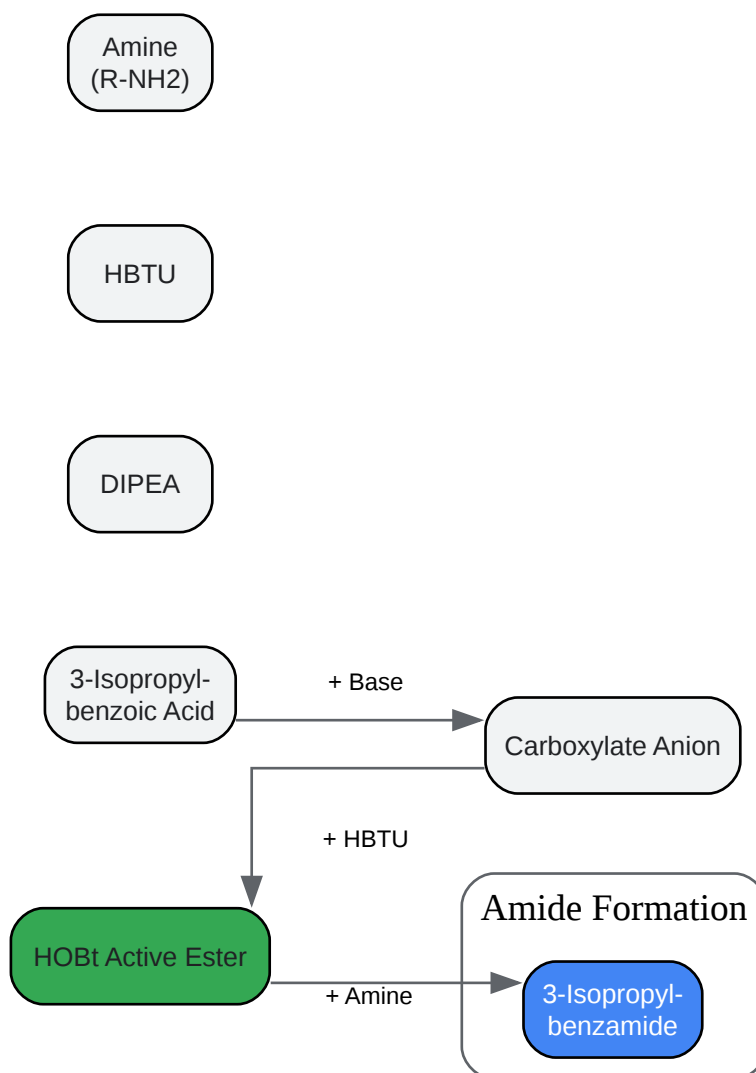 Amine
(R-NH2)
HBTU
DIPEA
3-Isopropyl-
benzoic Acid
+ Base
Carboxylate Anion
+ HBTU
Amide Formation
HOBt Active Ester
+ Amine
3-Isopropyl-
benzamide